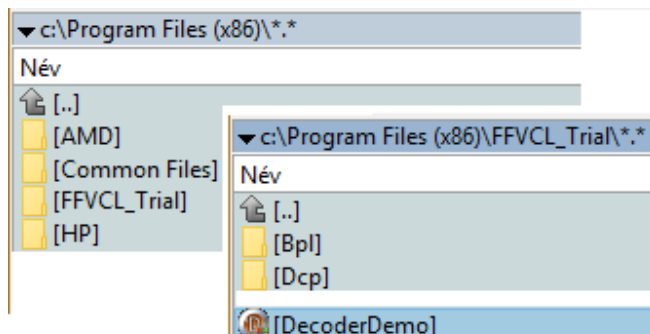 c:\Program Files (x86)\*.*
Név
[..]
[AMD]
[Common Files]
[FFVCL_Trial]
[HP]
c:\Program Files (x86)\FFVCL_Trial\*.*
Név
[..]
[Bpl]
[Dcp]
[DecoderDemo]